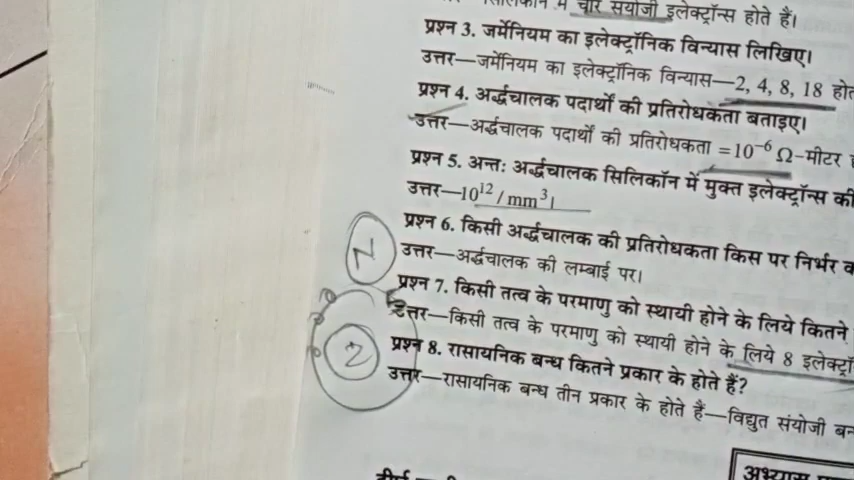 में चार संयोजी इलेक्ट्रॉन्स होते हैं।
प्रश्न 3. जर्मेनियम का इलेक्ट्रॉनिक विन्यास लिखिए।
उत्तर—जर्मेनियम का इलेक्ट्रॉनिक विन्यास—2, 4, 8, 18
प्रश्न 4. अर्द्धचालक पदार्थों की प्रतिरोधकता बताइए।
उत्तर—अर्द्धचालक पदार्थों की प्रतिरोधकता =10⁻⁶ Ω-मीटर
प्रश्न 5. अन्तः अर्द्धचालक सिलिकॉन में मुक्त इलेक्ट्रॉन्स की
उत्तर—10¹²/mm³।
प्रश्न 6. किसी अर्द्धचालक की प्रतिरोधकता किस पर निर्भर
उत्तर—अर्द्धचालक की लम्बाई पर।
प्रश्न 7. किसी तत्व के परमाणु को स्थायी होने के लिये कितने
उत्तर—किसी तत्व के परमाणु को स्थायी होने के लिये 8
प्रश्न 8. रासायनिक बन्ध कितने प्रकार के होते हैं?
उत्तर—रासायनिक बन्ध तीन प्रकार के होते हैं—विद्युत संयोजी
अभ्यास